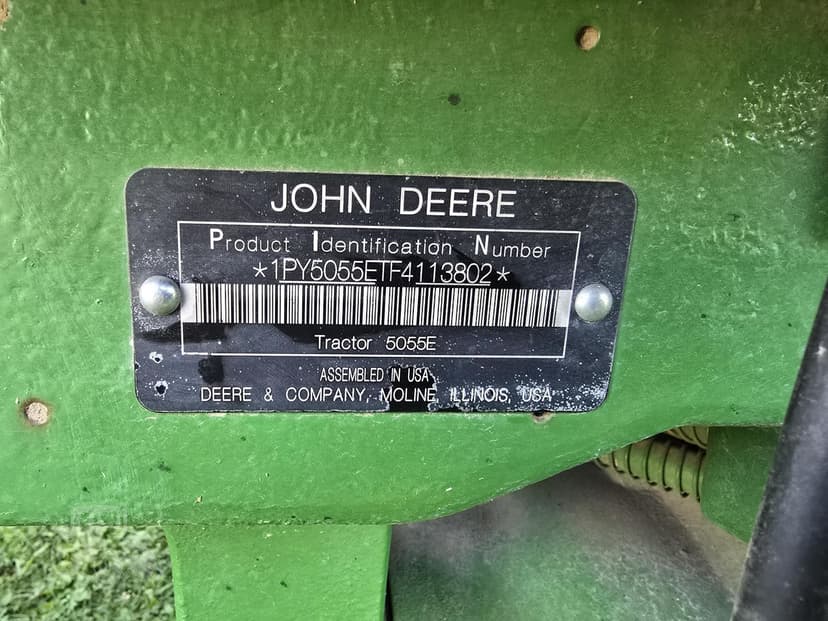 JOHN DEERE
Product Identification Number
*1PY5055ETF4113802*
Tractor 5055E
ASSEMBLED IN USA
DEERE & COMPANY, MOLINE, ILLINOIS, USA